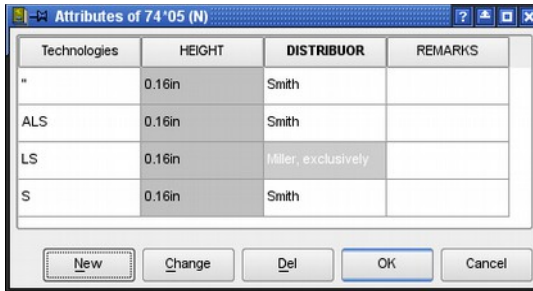 Attributes of 74*05 (N)
Technologies HEIGHT DISTRIBUOR REMARKS
" 0.16in Smith
ALS 0.16in Smith
LS 0.16in Miller, exclusively
S 0.16in Smith
New Change Del OK Cancel